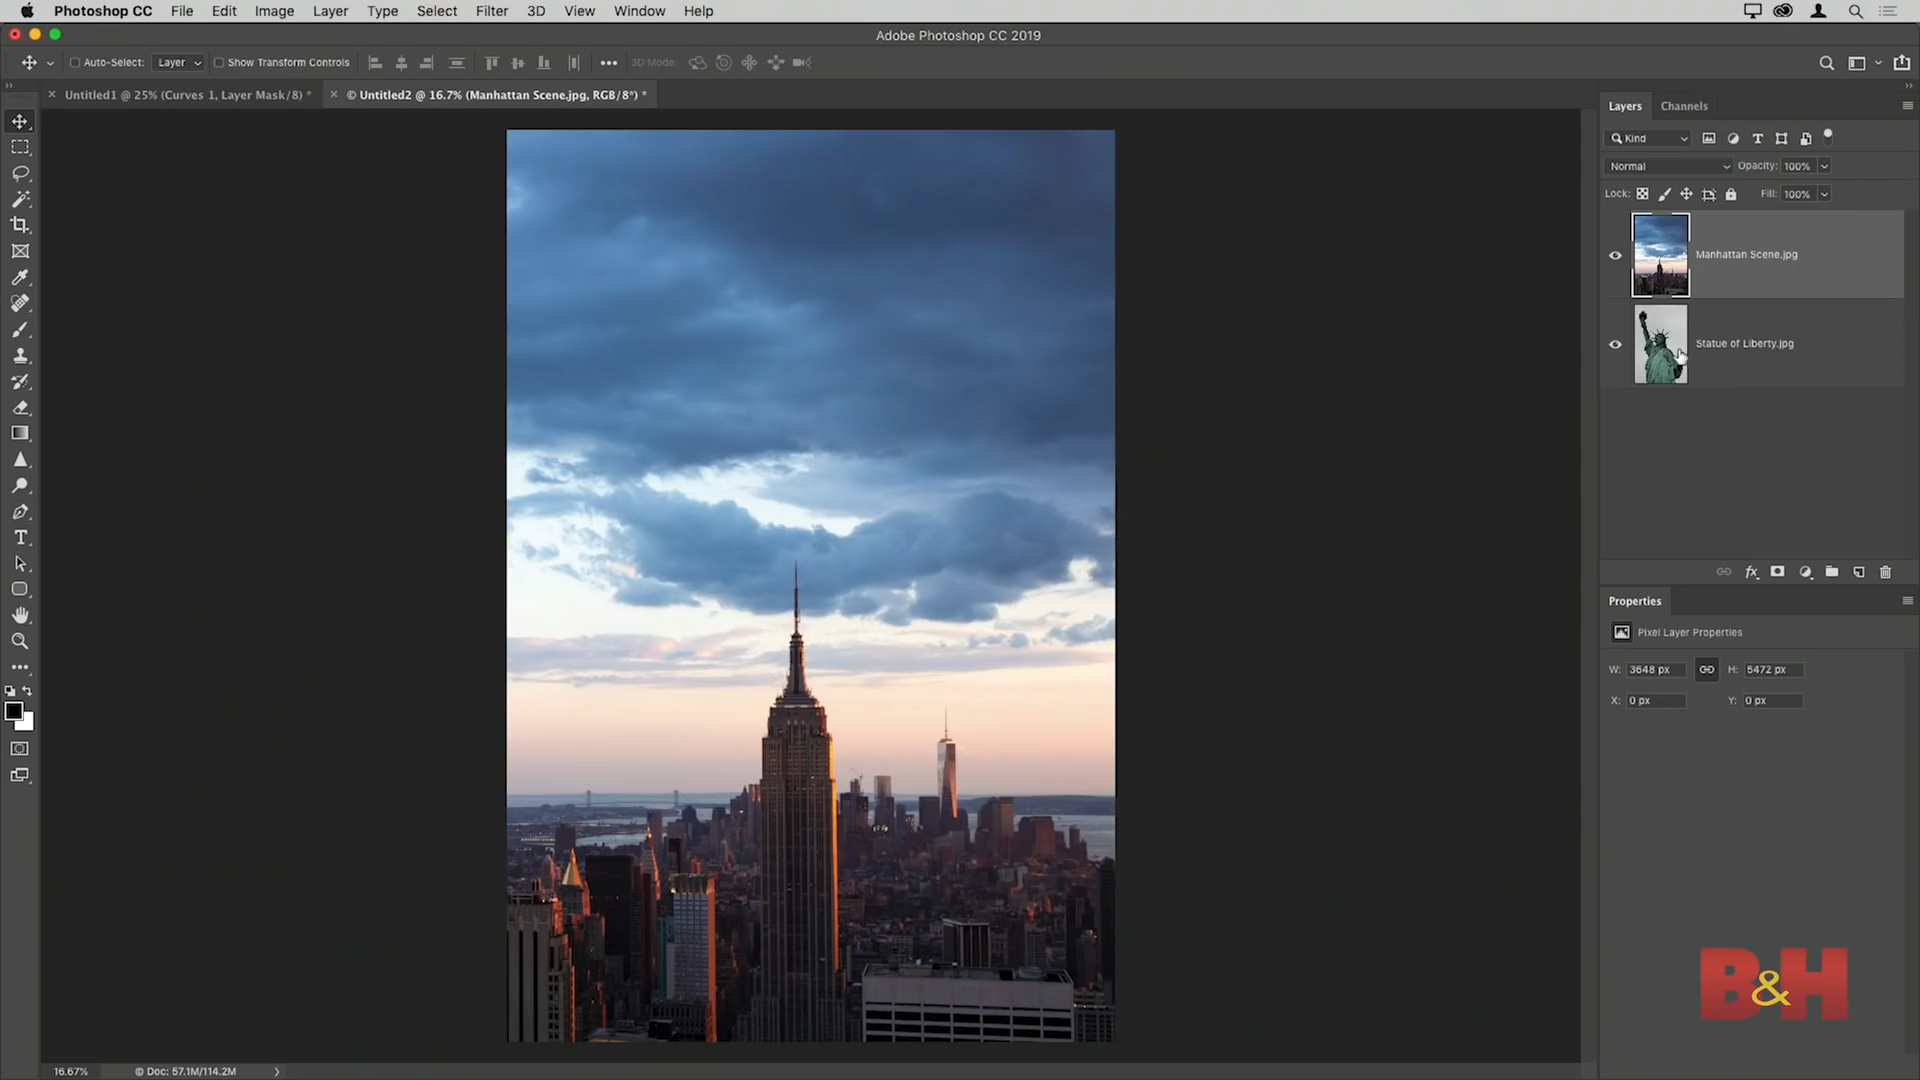 Photoshop CC File Edit Image Layer Type Select Filter 3D View Window Help
Adobe Photoshop CC 2019
Auto-Select: Layer Show Transform Controls 3D Mode:
Untitled1 @ 25% (Curves 1, Layer Mask/8) *
© Untitled2 @ 16.7% (Manhattan Scene.jpg, RGB/8*) *
Layers Channels
Kind
Normal Opacity: 100%
Lock: Fill: 100%
Manhattan Scene.jpg
Statue of Liberty.jpg
fx
Properties
Pixel Layer Properties
W: 3648 px H: 5472 px
X: 0 px Y: 0 px
B&H
16.67% © Doc: 57.1M/114.2M